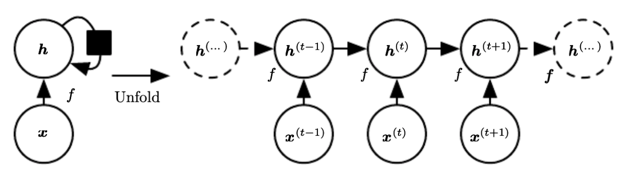 h h^(...) h^(t−1) h^(t) h^(t+1) h^(...)
f f f f f
Unfold
x x^(t−1) x^(t) x^(t+1)